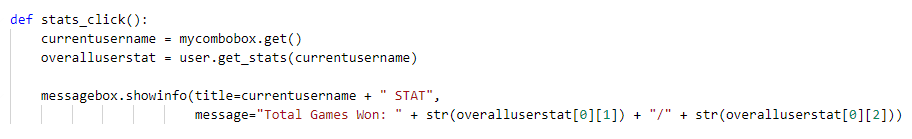 def stats_click():
    currentusername = mycombobox.get()
    overalluserstat = user.get_stats(currentusername)

    messagebox.showinfo(title=currentusername + " STAT",
                        message="Total Games Won: " + str(overalluserstat[0][1]) + "/" + str(overalluserstat[0][2]))